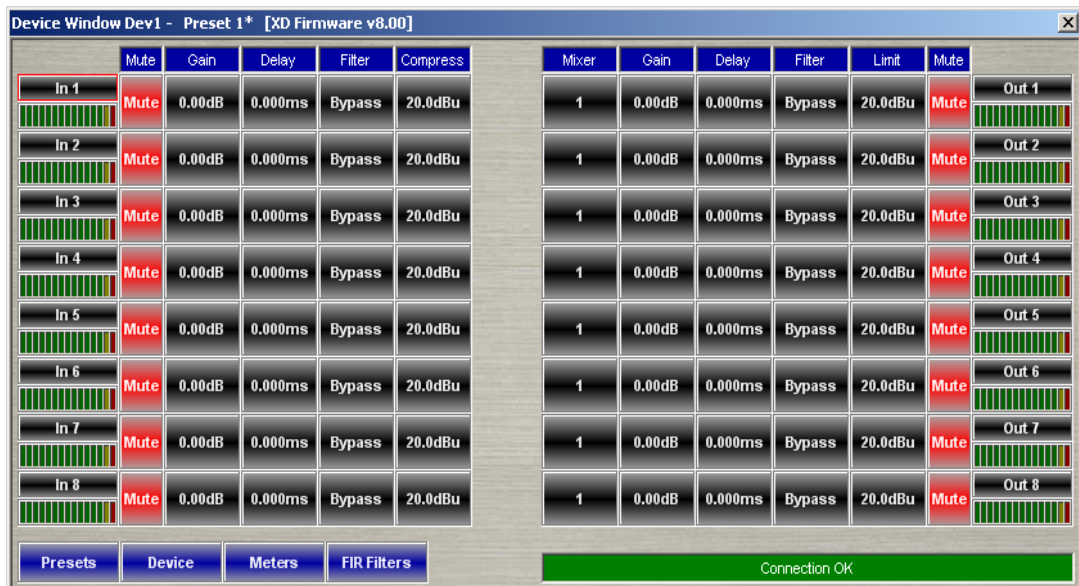 Device Window Dev1 - Preset 1* [XD Firmware v8.00]
Mute Gain Delay Filter Compress Mixer Gain Delay Filter Limit Mute
In 1 Mute 0.00dB 0.000ms Bypass 20.0dBu 1 0.00dB 0.000ms Bypass 20.0dBu Mute Out 1
In 2 Mute 0.00dB 0.000ms Bypass 20.0dBu 1 0.00dB 0.000ms Bypass 20.0dBu Mute Out 2
In 3 Mute 0.00dB 0.000ms Bypass 20.0dBu 1 0.00dB 0.000ms Bypass 20.0dBu Mute Out 3
In 4 Mute 0.00dB 0.000ms Bypass 20.0dBu 1 0.00dB 0.000ms Bypass 20.0dBu Mute Out 4
In 5 Mute 0.00dB 0.000ms Bypass 20.0dBu 1 0.00dB 0.000ms Bypass 20.0dBu Mute Out 5
In 6 Mute 0.00dB 0.000ms Bypass 20.0dBu 1 0.00dB 0.000ms Bypass 20.0dBu Mute Out 6
In 7 Mute 0.00dB 0.000ms Bypass 20.0dBu 1 0.00dB 0.000ms Bypass 20.0dBu Mute Out 7
In 8 Mute 0.00dB 0.000ms Bypass 20.0dBu 1 0.00dB 0.000ms Bypass 20.0dBu Mute Out 8
Presets Device Meters FIR Filters Connection OK